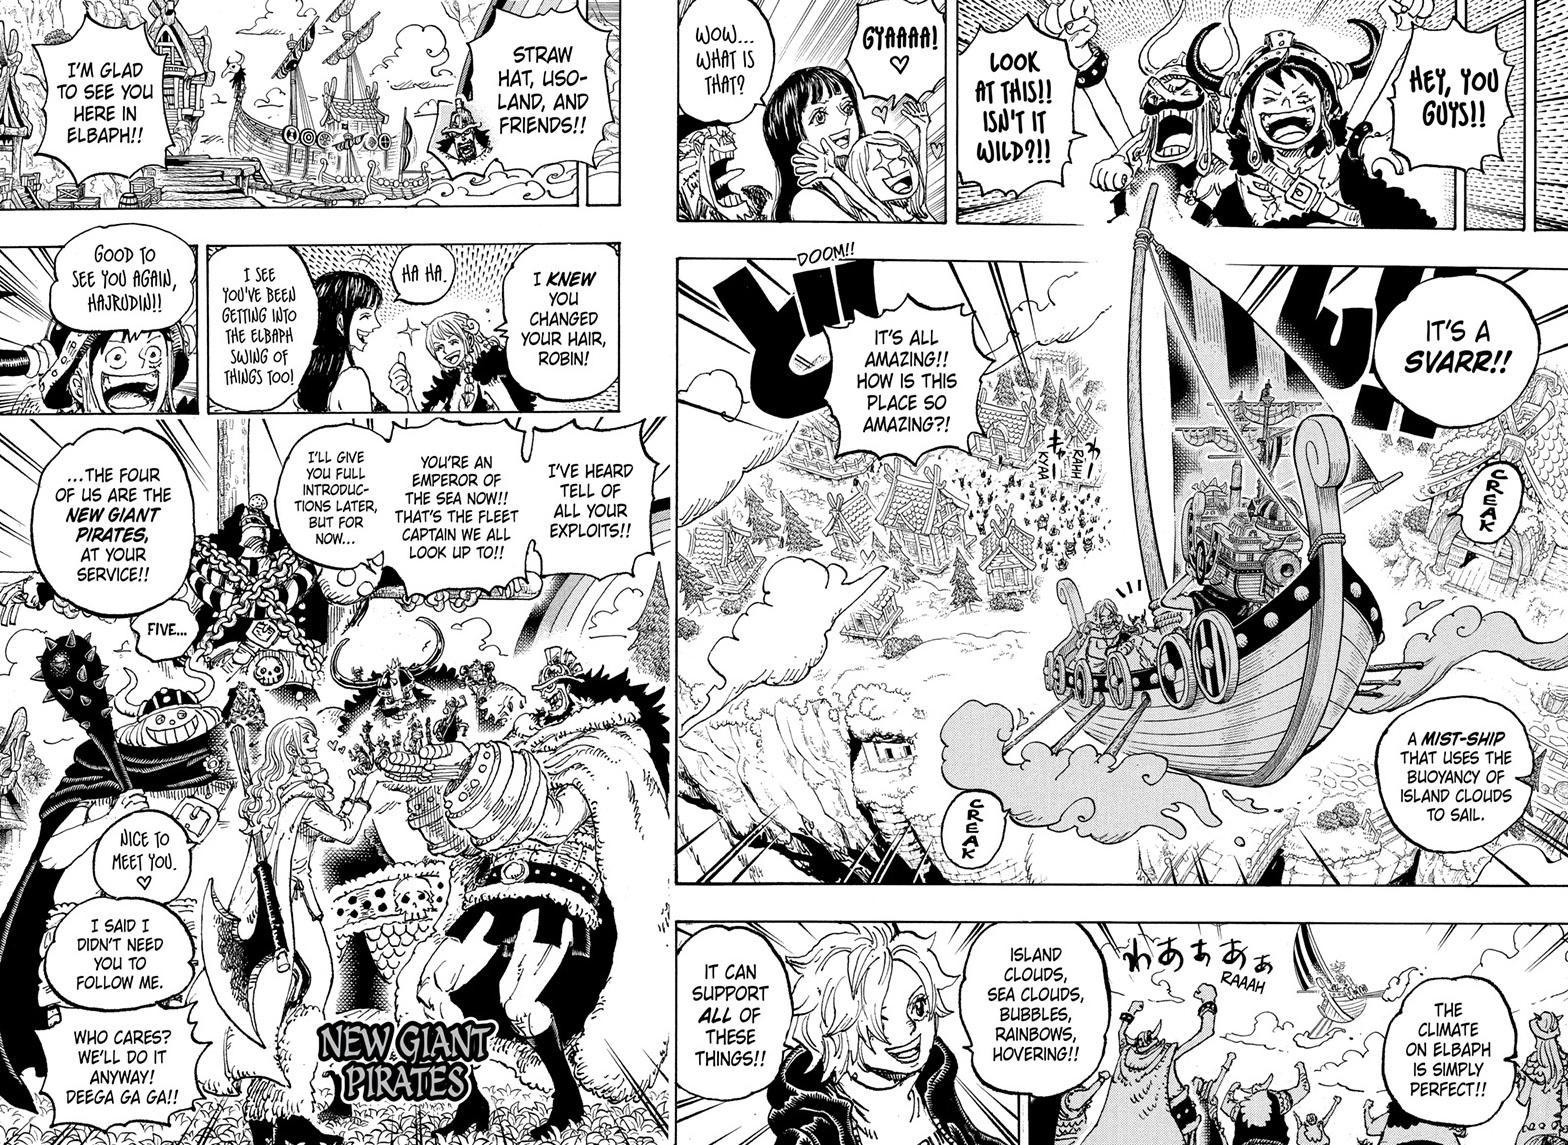 HEY, YOU
GUYS!!
LOOK
AT THIS!!
ISN'T IT
WILD?!!
GYAAAA!
♡
WOW...
WHAT IS
THAT?
IT'S A
SVARR!!
DOOM!!
IT'S ALL
AMAZING!!
HOW IS THIS
PLACE SO
AMAZING?!
わー
RAHH
キャー
KYAA
CREAK
A MIST-SHIP
THAT USES THE
BUOYANCY OF
ISLAND CLOUDS
TO SAIL.
CREAK
THE
CLIMATE
ON ELBAPH
IS SIMPLY
PERFECT!!
わあぁあぁ
RAAAH
ISLAND
CLOUDS,
SEA CLOUDS,
BUBBLES,
RAINBOWS,
HOVERING!!
IT CAN
SUPPORT
ALL OF
THESE
THINGS!!
STRAW
HAT, USO-
LAND, AND
FRIENDS!!
I'M GLAD
TO SEE YOU
HERE IN
ELBAPH!!
I KNEW
YOU
CHANGED
YOUR HAIR,
ROBIN!
HA HA.
I SEE
YOU'VE BEEN
GETTING INTO
THE ELBAPH
SWING OF
THINGS TOO!
GOOD TO
SEE YOU AGAIN,
HAJRUDIN!!
I'VE HEARD
TELL OF
ALL YOUR
EXPLOITS!!
YOU'RE AN
EMPEROR OF
THE SEA NOW!!
THAT'S THE FLEET
CAPTAIN WE ALL
LOOK UP TO!!
I'LL GIVE
YOU FULL
INTRODUC-
TIONS LATER,
BUT FOR
NOW...
...THE FOUR
OF US ARE THE
NEW GIANT
PIRATES,
AT YOUR
SERVICE!!
FIVE...
NICE TO
MEET YOU.
♡
I SAID I
DIDN'T NEED
YOU TO
FOLLOW ME.
WHO CARES?
WE'LL DO IT
ANYWAY!
DEEGA GA GA!!
NEW GIANT
PIRATES